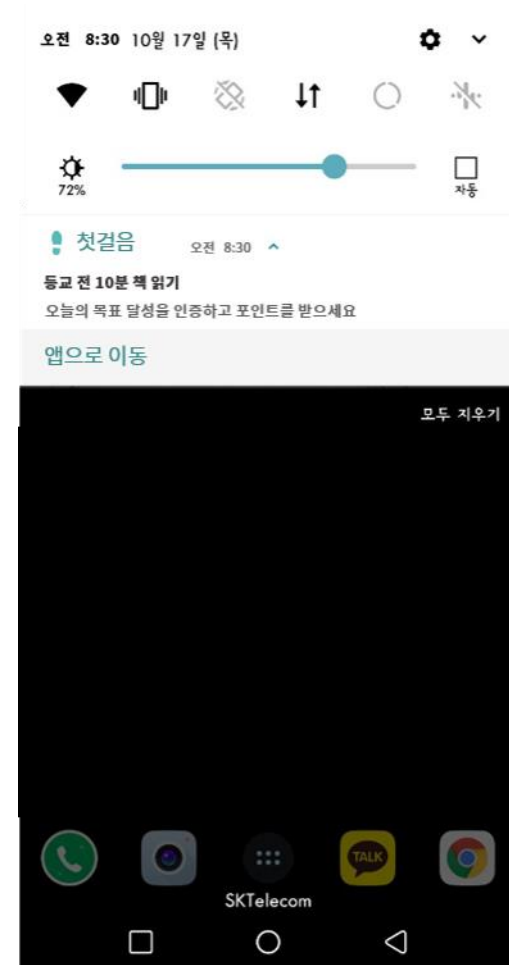 오전 8:30 10월 17일 (목)
72%
자동
첫걸음 오전 8:30
등교 전 10분 책 읽기
오늘의 목표 달성을 인증하고 포인트를 받으세요
앱으로 이동
모두 지우기
TALK
SKTelecom